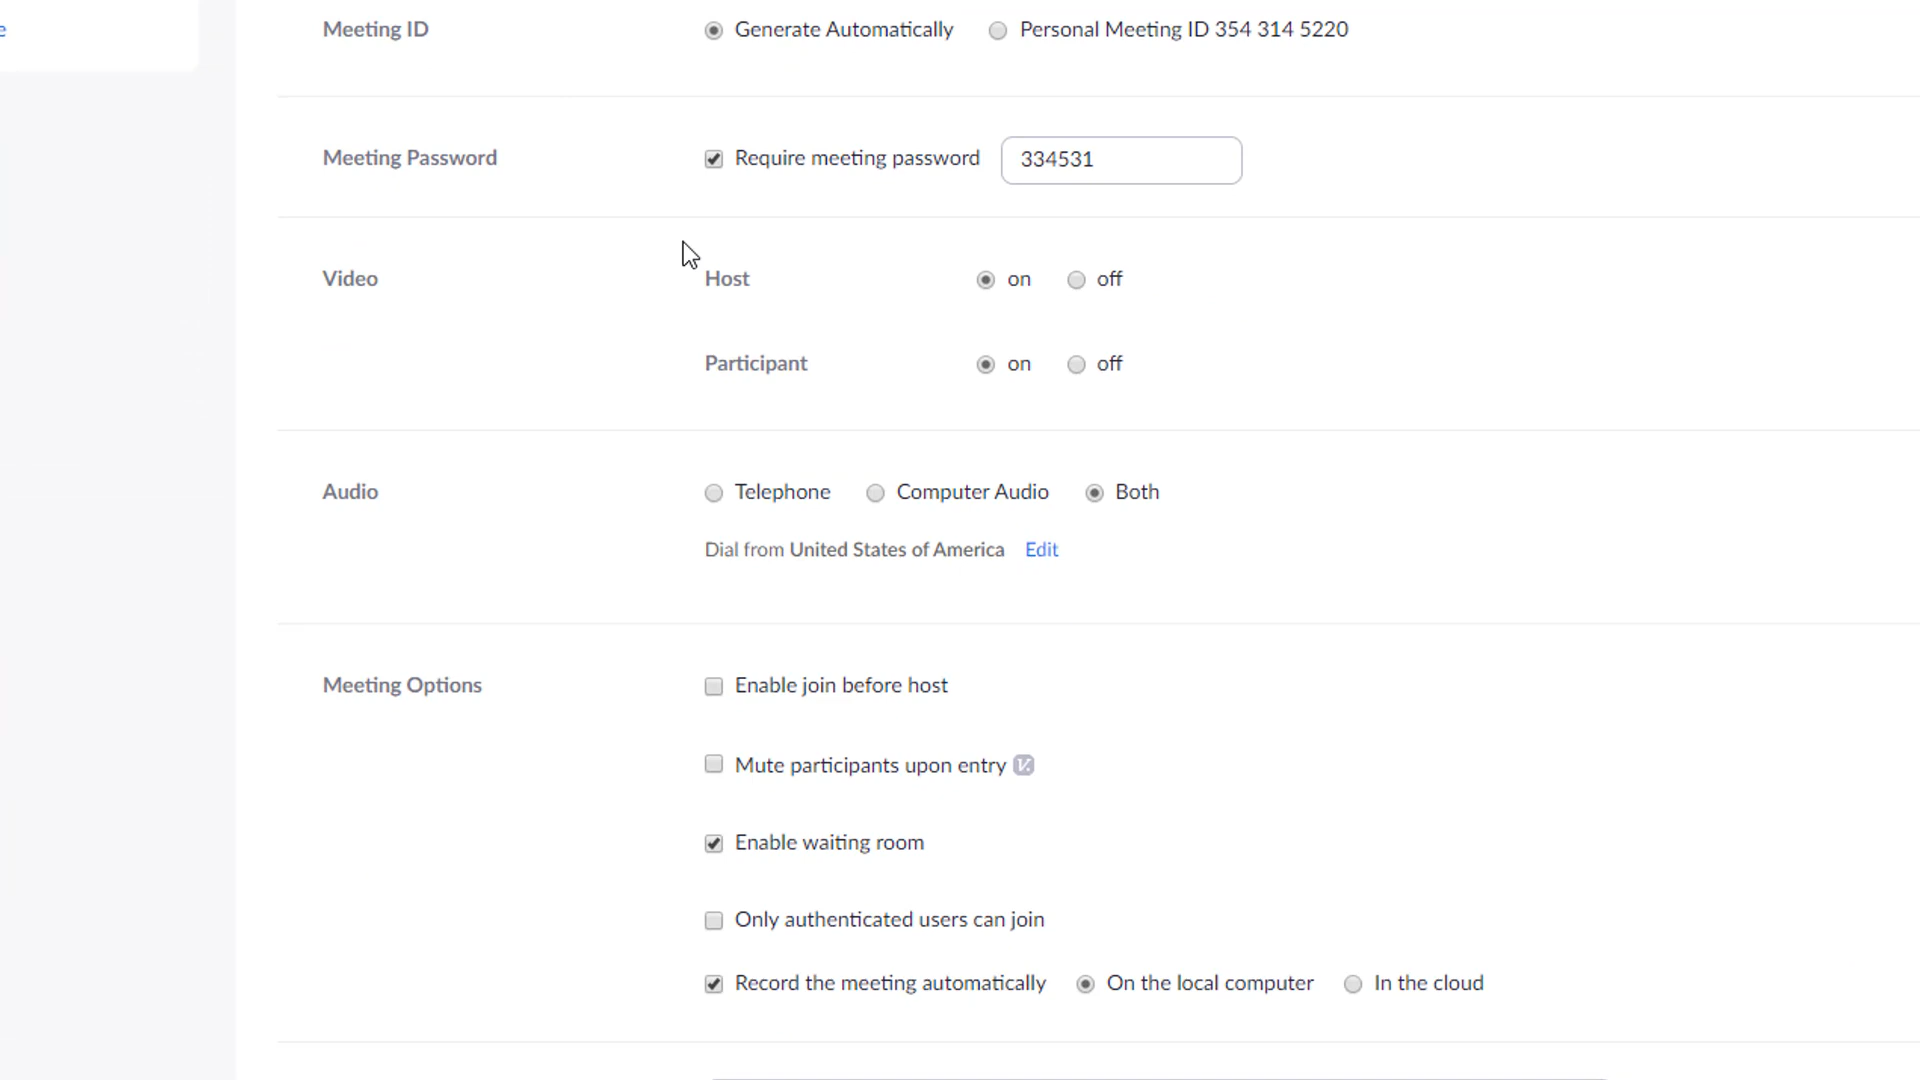 e
Meeting ID Generate Automatically Personal Meeting ID 354 314 5220
Meeting Password Require meeting password 334531
Video Host on off
Participant on off
Audio Telephone Computer Audio Both
Dial from United States of America Edit
Meeting Options Enable join before host
Mute participants upon entry V.
Enable waiting room
Only authenticated users can join
Record the meeting automatically On the local computer In the cloud